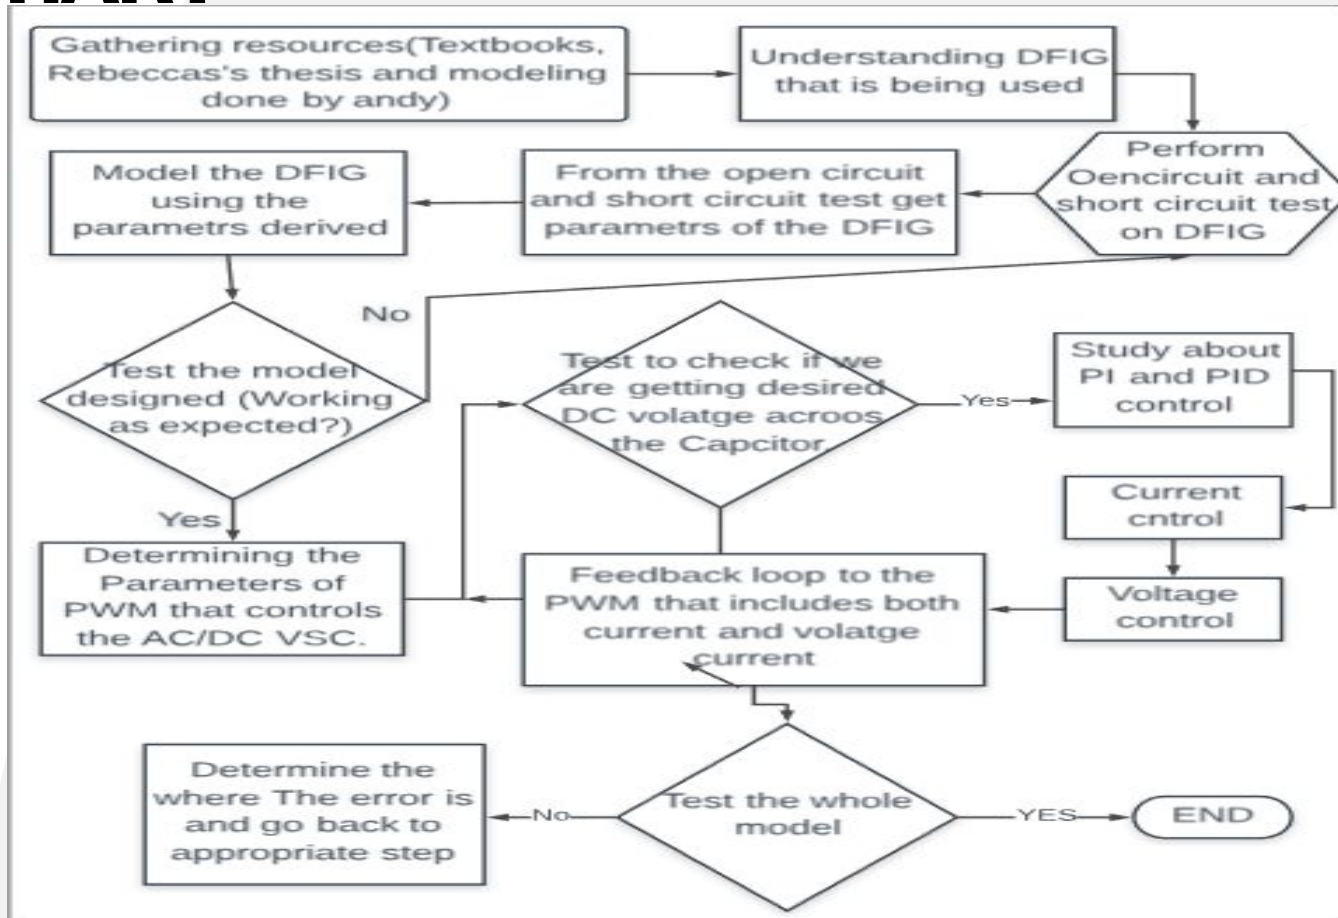 Gathering resources(Textbooks,
Rebeccas's thesis and modeling
done by andy)
Understanding DFIG
that is being used
Perform
Oencircuit and
short circuit test
on DFIG
From the open circuit
and short circuit test get
parametrs of the DFIG
Model the DFIG
using the
parametrs derived
No
Test the model
designed (Working
as expected?)
Yes
Determining the
Parameters of
PWM that controls
the AC/DC VSC.
Test to check if we
are getting desired
DC volatge acroos
the Capcitor
Yes
Study about
PI and PID
control
Current
cntrol
Voltage
control
Feedback loop to the
PWM that includes both
current and volatge
current
Test the whole
model
No
Determine the
where The error is
and go back to
appropriate step
YES
END